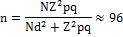 n = NZ²pq / Nd² + Z²pq ≈ 96